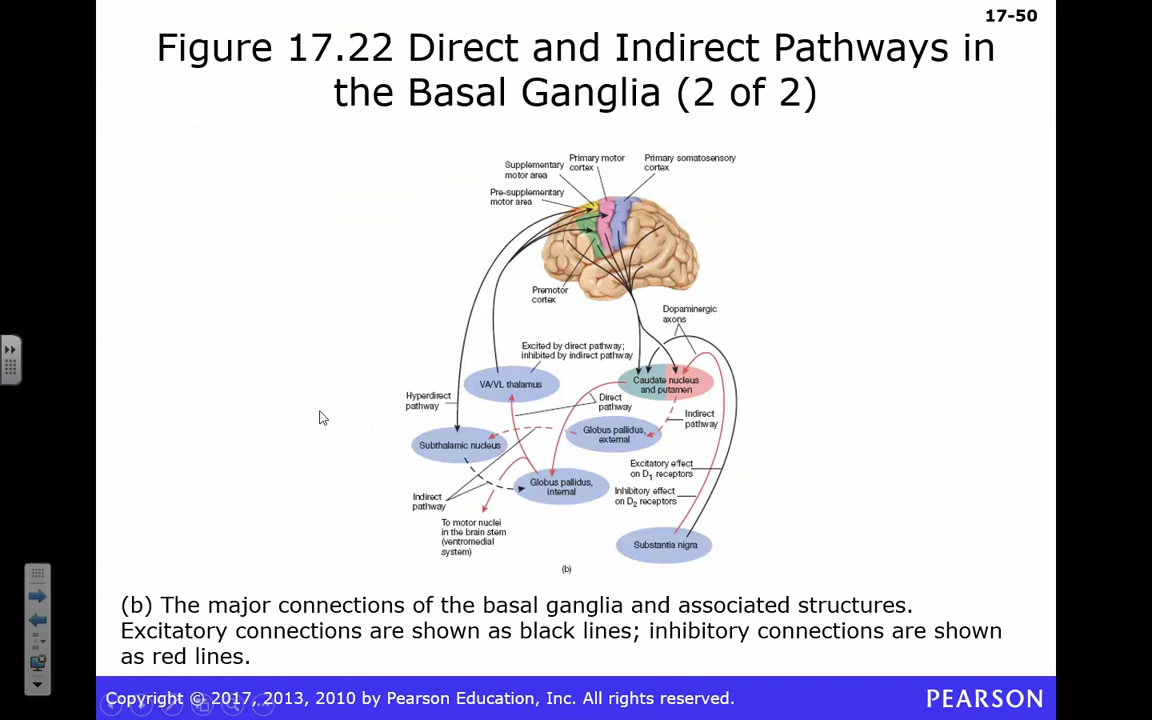 17-50
Figure 17.22 Direct and Indirect Pathways in
the Basal Ganglia (2 of 2)
Supplementary
motor area
Primary motor
cortex
Primary somatosensory
cortex
Pre-supplementary
motor area
Premotor
cortex
Dopaminergic
axons
Excited by direct pathway;
inhibited by indirect pathway
VA/VL thalamus
Caudate nucleus
and putamen
Hyperdirect
pathway
Direct
pathway
Indirect
pathway
Globus pallidus,
external
Subthalamic nucleus
Excitatory effect
on D1 receptors
Globus pallidus,
internal
Inhibitory effect
on D2 receptors
Indirect
pathway
To motor nuclei
in the brain stem
(ventromedial
system)
Substantia nigra
(b)
(b) The major connections of the basal ganglia and associated structures.
Excitatory connections are shown as black lines; inhibitory connections are shown
as red lines.
Copyright © 2017, 2013, 2010 by Pearson Education, Inc. All rights reserved.
PEARSON